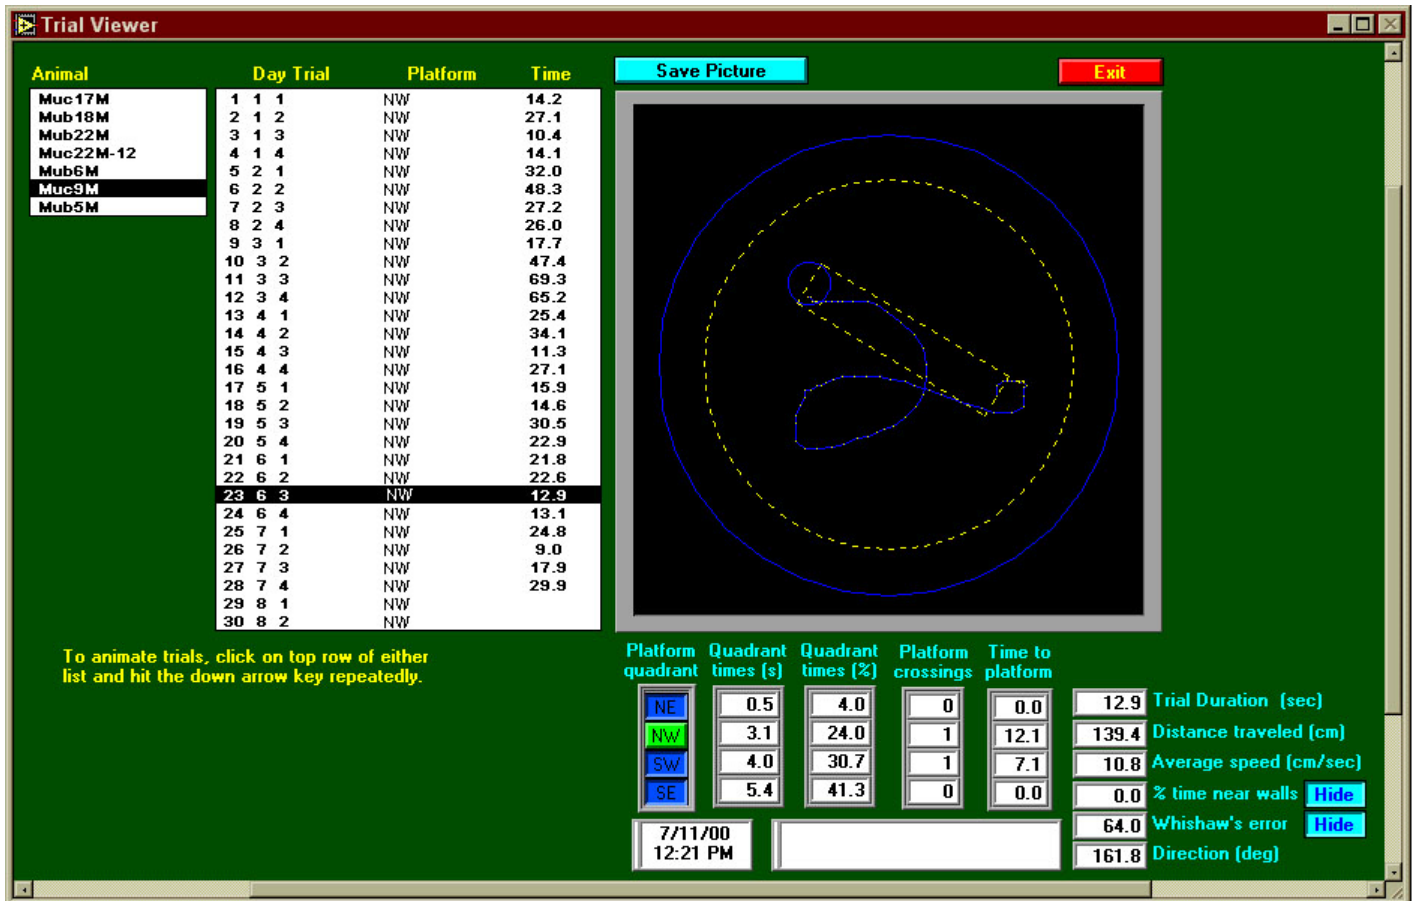 Trial Viewer
Animal Day Trial Platform Time Save Picture Exit
Muc17M 1 1 1 NW 14.2
Mub18M 2 1 2 NW 27.1
Mub22M 3 1 3 NW 10.4
Muc22M-12 4 1 4 NW 14.1
Mub6M 5 2 1 NW 32.0
Muc9M 6 2 2 NW 48.3
Mub5M 7 2 3 NW 27.2
8 2 4 NW 26.0
9 3 1 NW 17.7
10 3 2 NW 47.4
11 3 3 NW 69.3
12 3 4 NW 65.2
13 4 1 NW 25.4
14 4 2 NW 34.1
15 4 3 NW 11.3
16 4 4 NW 27.1
17 5 1 NW 15.9
18 5 2 NW 14.6
19 5 3 NW 30.5
20 5 4 NW 22.9
21 6 1 NW 21.8
22 6 2 NW 22.6
23 6 3 NW 12.9
24 6 4 NW 13.1
25 7 1 NW 24.8
26 7 2 NW 9.0
27 7 3 NW 17.9
28 7 4 NW 29.9
29 8 1 NW
30 8 2 NW
To animate trials, click on top row of either
list and hit the down arrow key repeatedly.
Platform Quadrant Quadrant Platform Time to
quadrant times (s) times (%) crossings platform
NE 0.5 4.0 0 0.0 12.9 Trial Duration (sec)
NW 3.1 24.0 1 12.1 139.4 Distance traveled (cm)
SW 4.0 30.7 1 7.1 10.8 Average speed (cm/sec)
SE 5.4 41.3 0 0.0 0.0 % time near walls Hide
7/11/00 64.0 Whishaw's error Hide
12:21 PM 161.8 Direction (deg)